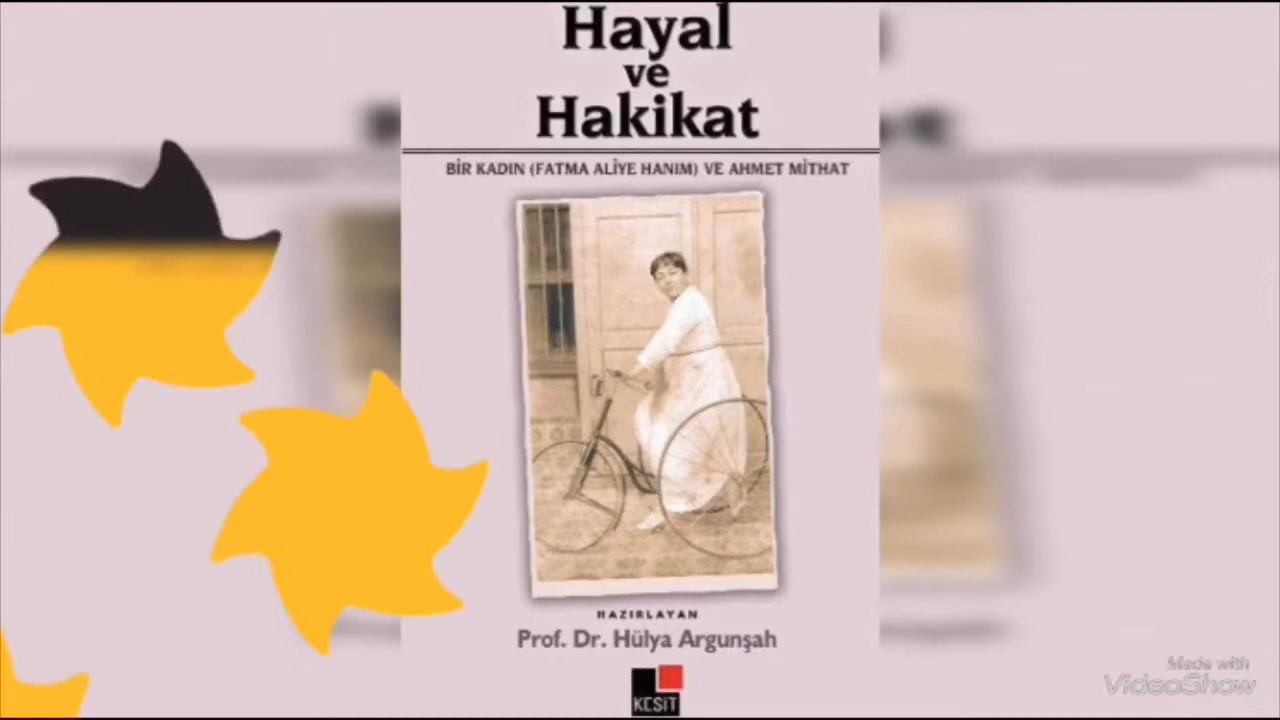 Hayal
ve
Hakikat
BİR KADIN (FATMA ALİYE HANIM) VE AHMET MİTHAT
HAZIRLAYAN
Prof. Dr. Hülya Argunşah
KESİT
Made with
VideoShow